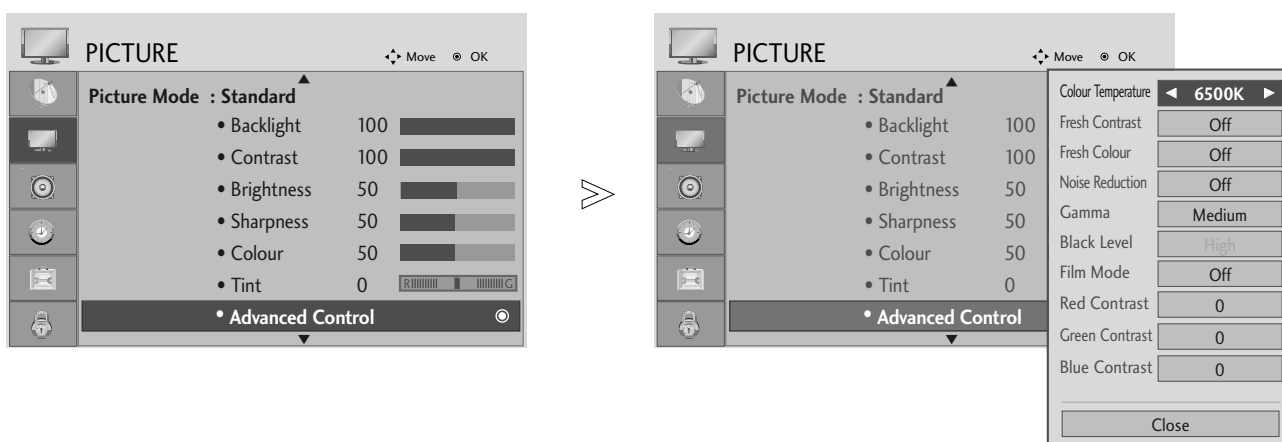 PICTURE
Move OK
Picture Mode : Standard
• Backlight 100
• Contrast 100
• Brightness 50
• Sharpness 50
• Colour 50
• Tint 0 R G
• Advanced Control
PICTURE
Move OK
Picture Mode : Standard
• Backlight 100
• Contrast 100
• Brightness 50
• Sharpness 50
• Colour 50
• Tint 0
• Advanced Control
Colour Temperature ◄ 6500K ►
Fresh Contrast Off
Fresh Colour Off
Noise Reduction Off
Gamma Medium
Black Level High
Film Mode Off
Red Contrast 0
Green Contrast 0
Blue Contrast 0
Close